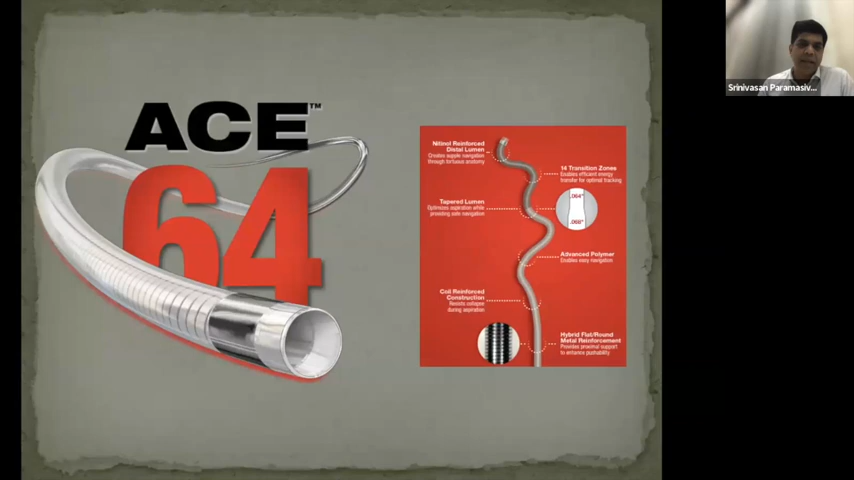 ACE™
64
Nitinol Reinforced
Distal Lumen
Creates supple navigation
through tortuous anatomy
14 Transition Zones
Enables efficient energy
transfer for optimal tracking
Tapered Lumen
Optimizes aspiration while
providing safe navigation
.064"
.068"
Advanced Polymer
Enables easy navigation
Coil Reinforced
Construction
Resists collapse
during aspiration
Hybrid Flat/Round
Metal Reinforcement
Provides proximal support
to enhance pushability
Srinivasan Paramasiv...